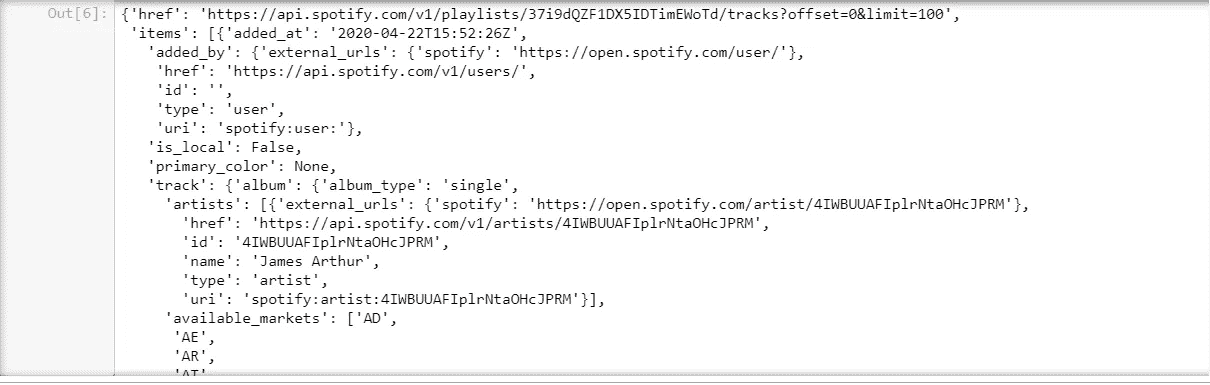 Out[6]: {'href': 'https://api.spotify.com/v1/playlists/37i9dQZF1DX5IDTimEWoTd/tracks?offset=0&limit=100',
'items': [{'added_at': '2020-04-22T15:52:26Z',
'added_by': {'external_urls': {'spotify': 'https://open.spotify.com/user/'},
'href': 'https://api.spotify.com/v1/users/',
'id': '',
'type': 'user',
'uri': 'spotify:user:'},
'is_local': False,
'primary_color': None,
'track': {'album': {'album_type': 'single',
'artists': [{'external_urls': {'spotify': 'https://open.spotify.com/artist/4IWBUUAFIplrNtaOHcJPRM'},
'href': 'https://api.spotify.com/v1/artists/4IWBUUAFIplrNtaOHcJPRM',
'id': '4IWBUUAFIplrNtaOHcJPRM',
'name': 'James Arthur',
'type': 'artist',
'uri': 'spotify:artist:4IWBUUAFIplrNtaOHcJPRM'}],
'available_markets': ['AD',
'AE',
'AR',
'AT',